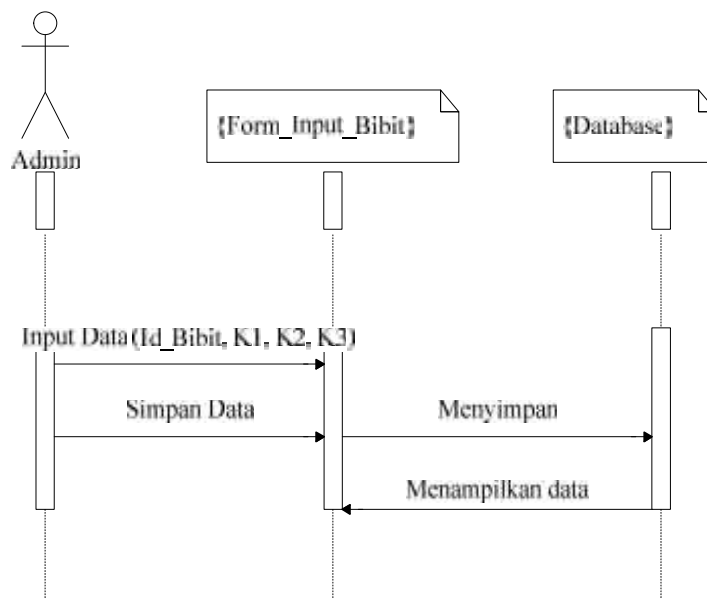 {Form_Input_Bibit}
{Database}
Admin
Input Data (Id_Bibit, K1, K2, K3)
Simpan Data
Menyimpan
Menampilkan data